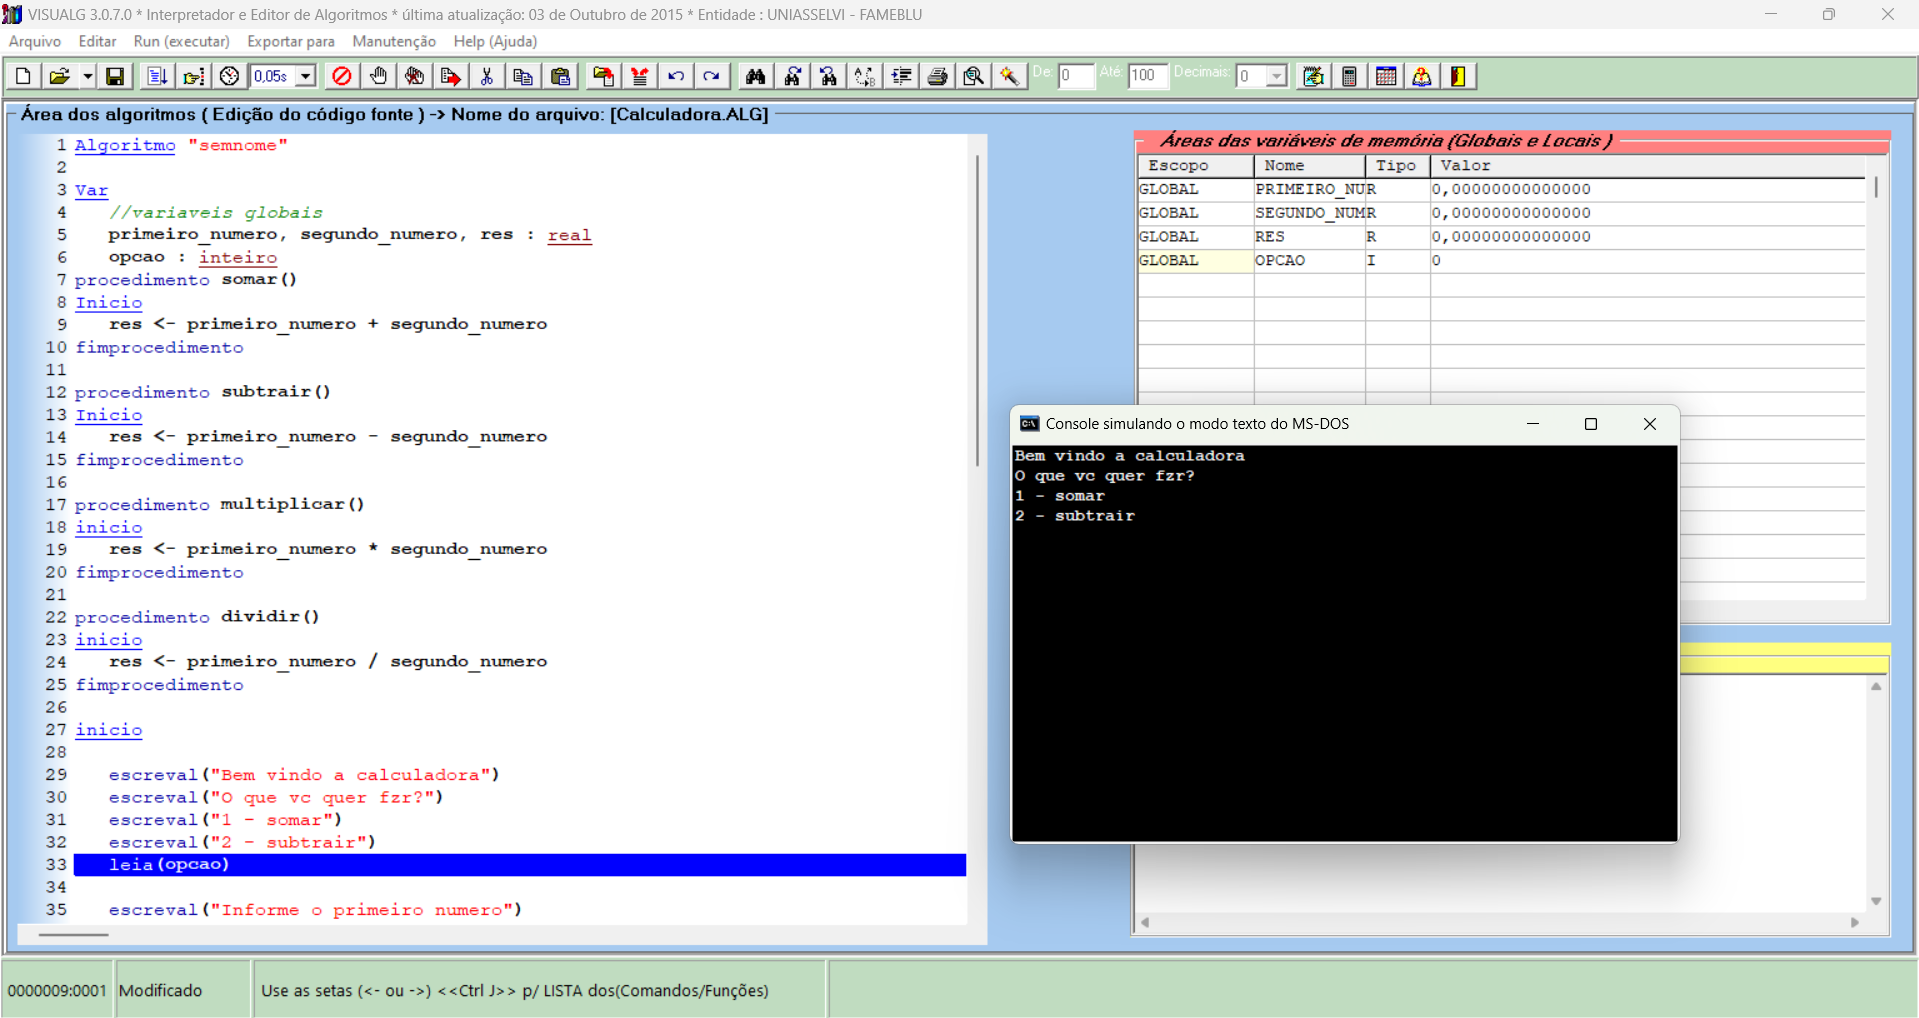 VISUALG 3.0.7.0 * Interpretador e Editor de Algoritmos * última atualização: 03 de Outubro de 2015 * Entidade : UNIASSELVI - FAMEBLU
Arquivo Editar Run (executar) Exportar para Manutenção Help (Ajuda)
0,05s De: 0 Até: 100 Decimais: 0
Área dos algoritmos ( Edição do código fonte ) -> Nome do arquivo: [Calculadora.ALG]
1 Algoritmo "semnome"
2
3 Var
4 //variaveis globais
5 primeiro_numero, segundo_numero, res : real
6 opcao : inteiro
7 procedimento somar()
8 Inicio
9 res <- primeiro_numero + segundo_numero
10 fimprocedimento
11
12 procedimento subtrair()
13 Inicio
14 res <- primeiro_numero - segundo_numero
15 fimprocedimento
16
17 procedimento multiplicar()
18 inicio
19 res <- primeiro_numero * segundo_numero
20 fimprocedimento
21
22 procedimento dividir()
23 inicio
24 res <- primeiro_numero / segundo_numero
25 fimprocedimento
26
27 inicio
28
29 escreval("Bem vindo a calculadora")
30 escreval("O que vc quer fzr?")
31 escreval("1 - somar")
32 escreval("2 - subtrair")
33 leia(opcao)
34
35 escreval("Informe o primeiro numero")
Áreas das variáveis de memória (Globais e Locais )
Escopo Nome Tipo Valor
GLOBAL PRIMEIRO_NUR 0,00000000000000
GLOBAL SEGUNDO_NUMR 0,00000000000000
GLOBAL RES R 0,00000000000000
GLOBAL OPCAO I 0
Console simulando o modo texto do MS-DOS
Bem vindo a calculadora
O que vc quer fzr?
1 - somar
2 - subtrair
0000009:0001 Modificado Use as setas (<- ou ->) <<Ctrl J>> p/ LISTA dos(Comandos/Funções)